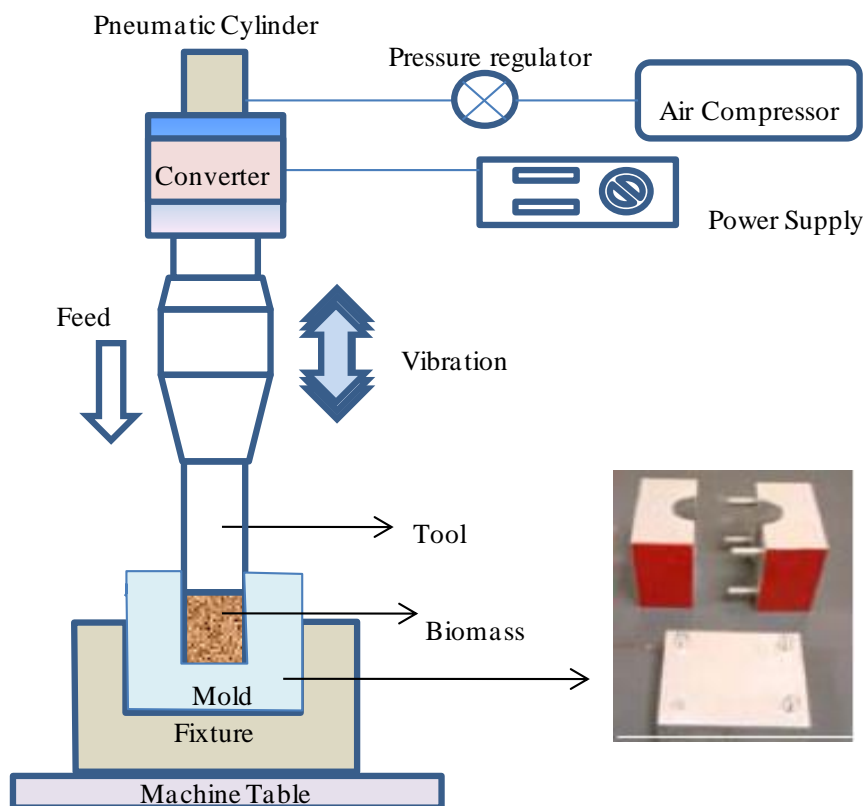 Pneumatic Cylinder
Pressure regulator
Air Compressor
Converter
Power Supply
Feed
Vibration
Tool
Biomass
Mold
Fixture
Machine Table